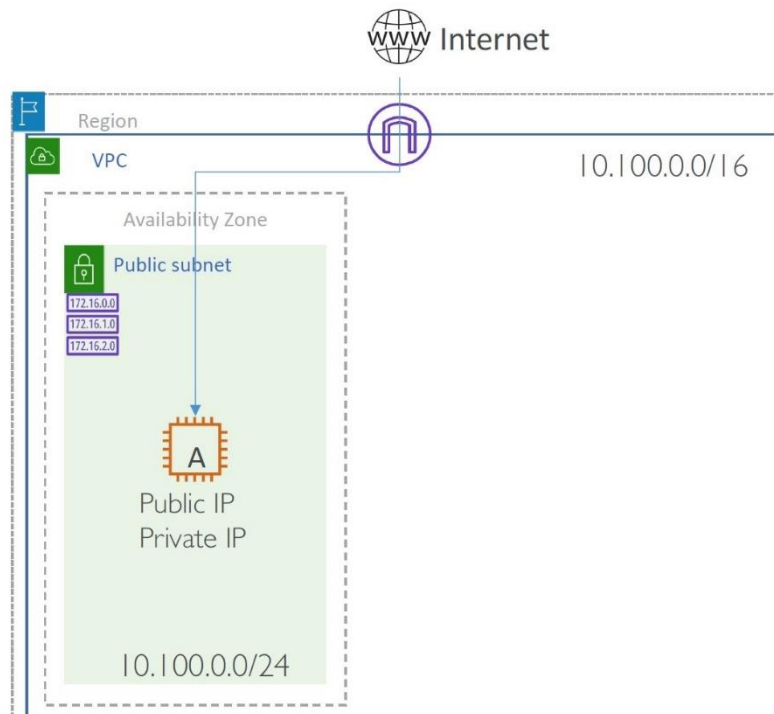 www Internet
Region
VPC
10.100.0.0/16
Availability Zone
Public subnet
172.16.0.0
172.16.1.0
172.16.2.0
A
Public IP
Private IP
10.100.0.0/24